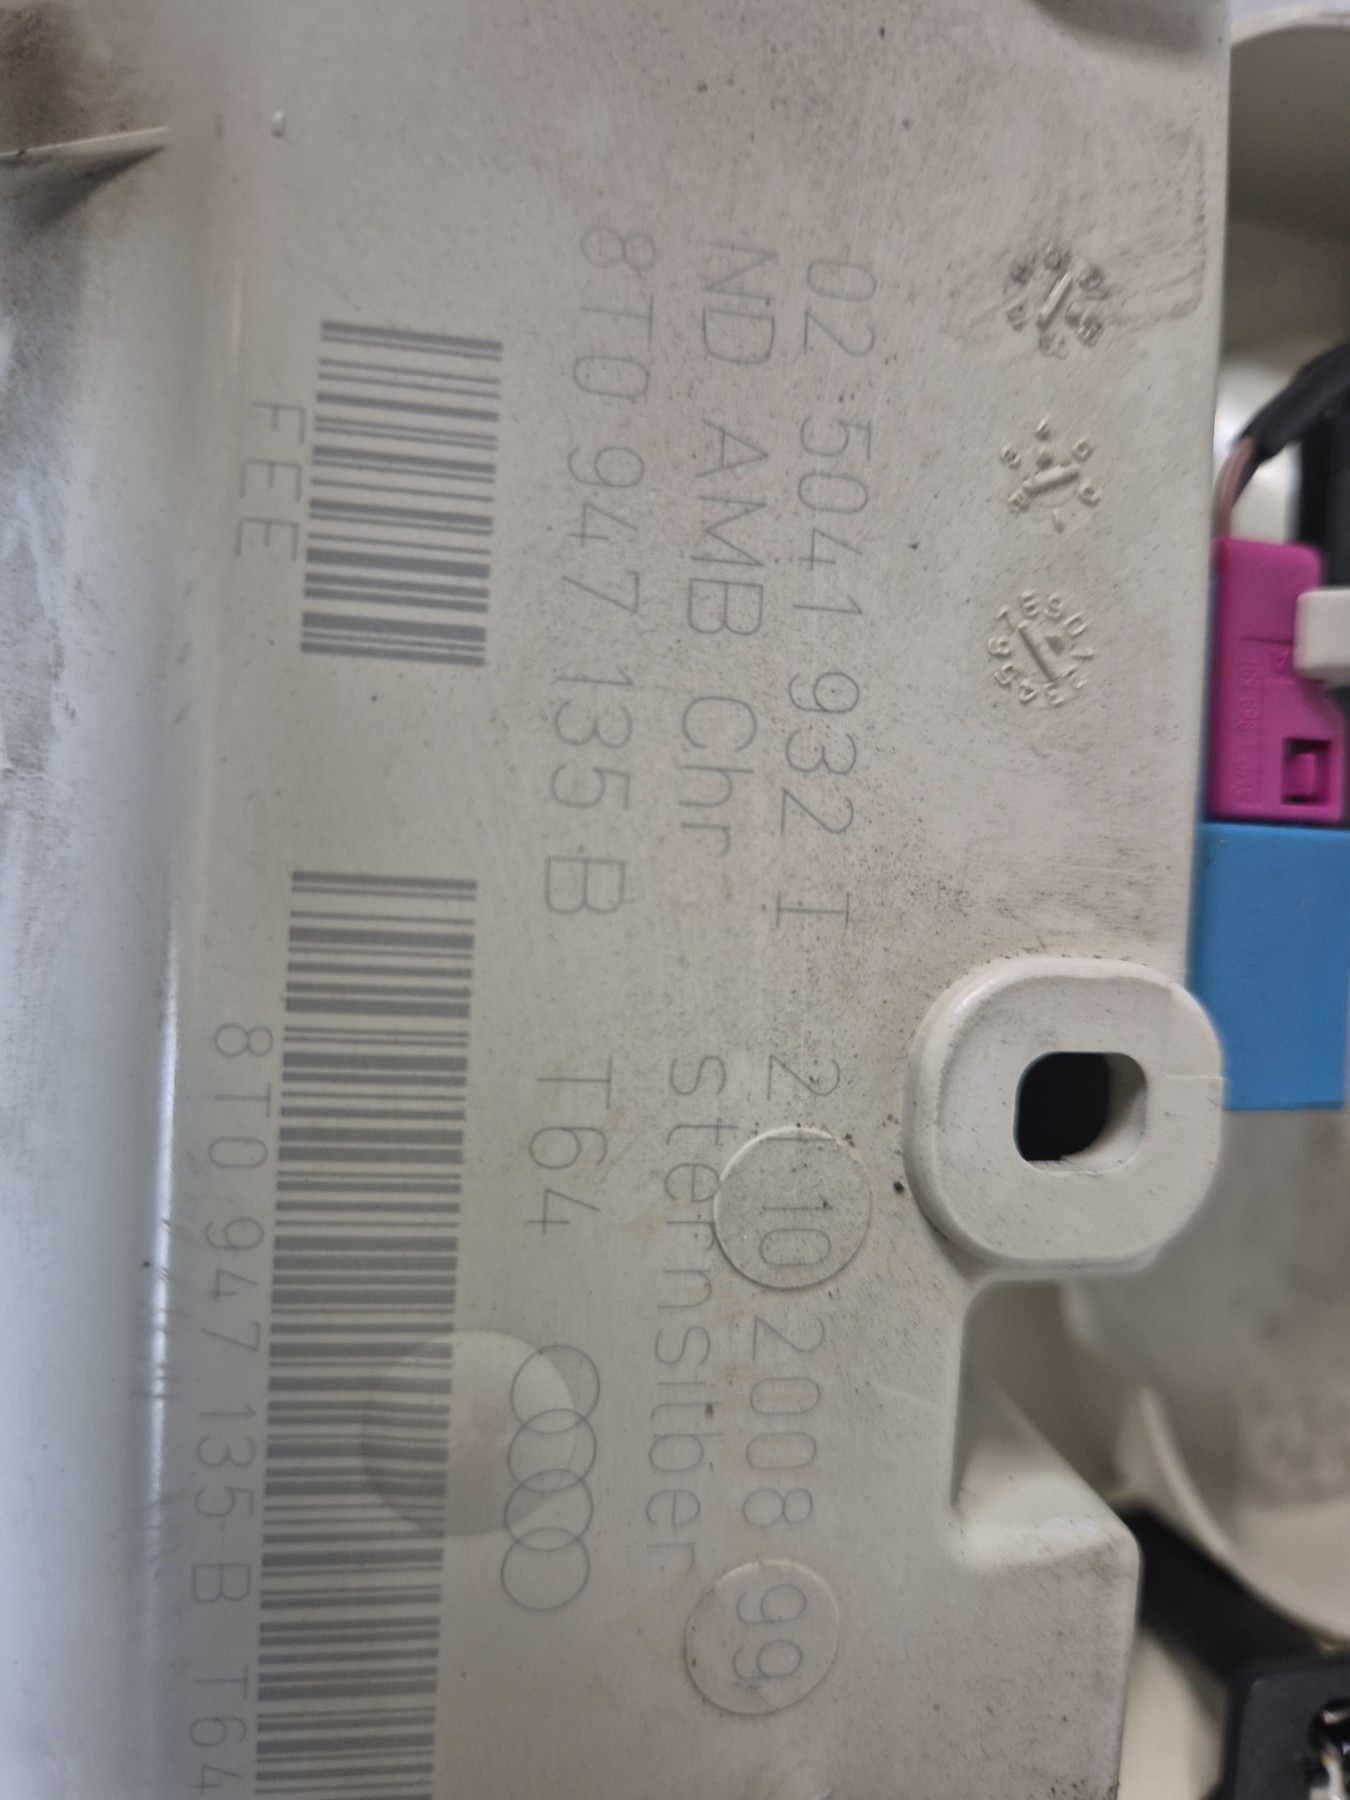 02 5041 932 I 21 10 2008 99
ND AMB Chr sternsilber
8T0 947 135 B T64
FEE
8T0 947 135 B T64